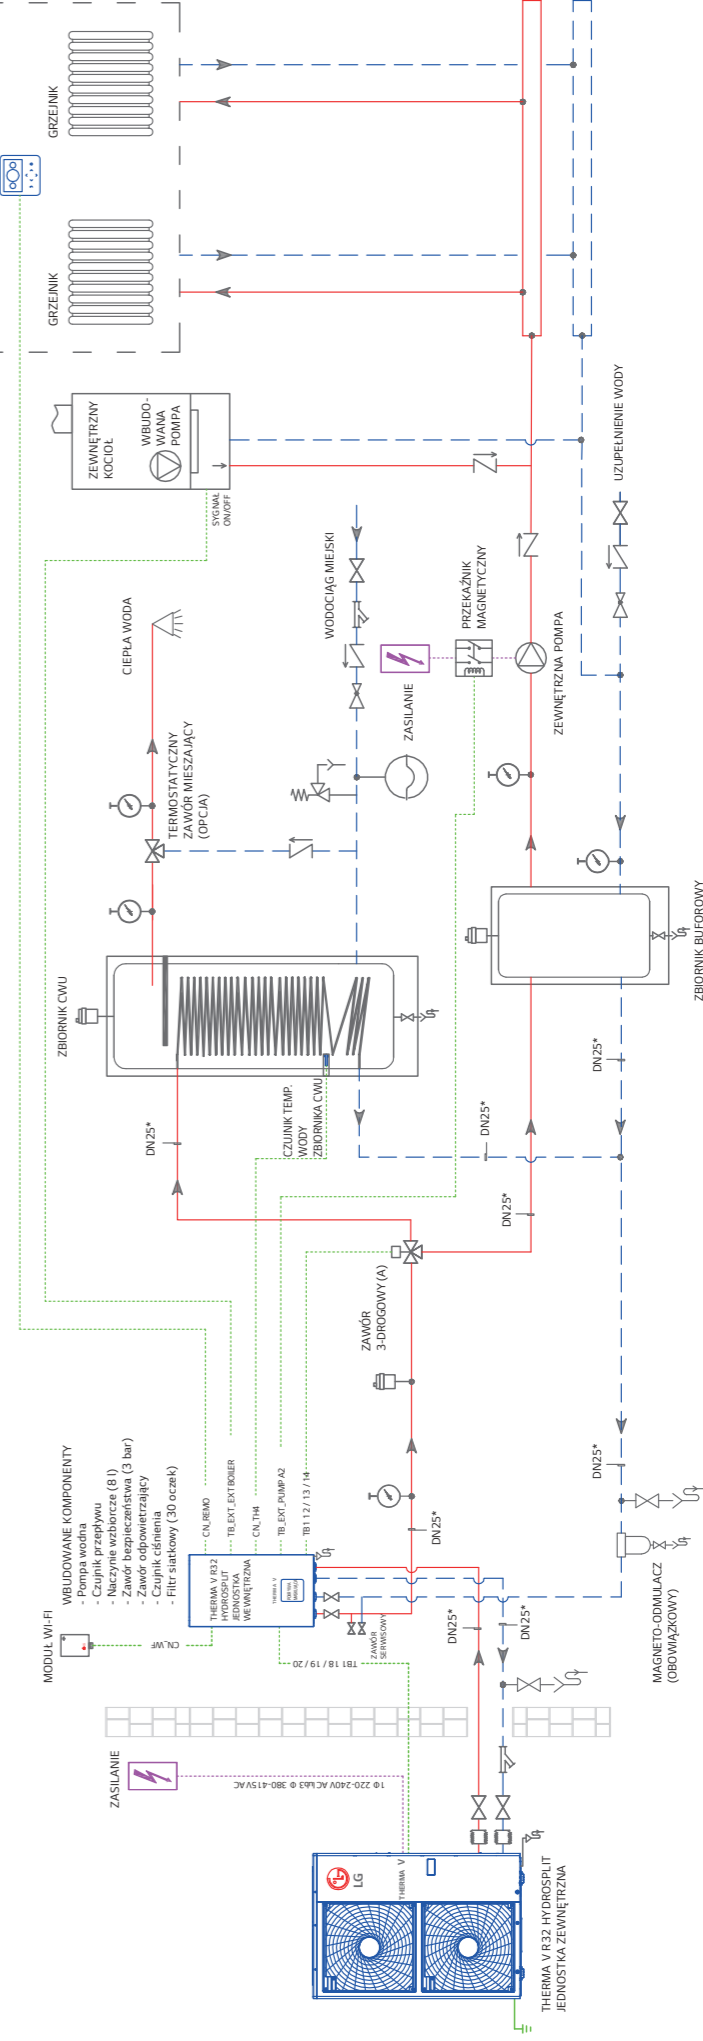 THERMA V R32 HYDROSPLIT
JEDNOSTKA ZEWNĘTRZNA
LG
THERMA V
ZASILANIE
1Φ 220-240V AC Lub3 Φ 380-415V AC
MODUŁ WI-FI
CN_WF
WBUDOWANE KOMPONENTY
- Pompa wodna
- Czujnik przepływu
- Naczynie wzbiorcze (8 l)
- Zawór bezpieczeństwa (3 bar)
- Zawór odpowietrzający
- Czujnik ciśnienia
- Filtr siatkowy (30 oczek)
THERMA V R32
HYDROSPLIT
JEDNOSTKA
WEWNĘTRZNA
THERMA V
TB1 18 / 19 / 20
ZAWÓR
SERWISOWY
CN_REMO
TB_EXT_EXT BOILER
CN_TH4
TB_EXT_PUMP A2
TB1 12 / 13 / 14
DN25*
DN25*
DN25*
MAGNETO-ODMULACZ
(OBOWIĄZKOWY)
DN25*
ZAWÓR
3-DROGOWY (A)
DN25*
DN25*
DN25*
DN25*
ZBIORNIK CWU
CZUJNIK TEMP.
WODY
ZBIORNIKA CWU
ZBIORNIK BUFOROWY
TERMOSTATYCZNY
ZAWÓR MIESZAJĄCY
(OPCJA)
CIEPŁA WODA
WODOCIĄG MIEJSKI
ZASILANIE
PRZEKAŹNIK
MAGNETYCZNY
ZEWNĘTRZNA POMPA
UZUPEŁNIENIE WODY
ZEWNĘTRZNY
KOCIOŁ
WBUDO-
WANA
POMPA
SYGNAŁ
ON/OFF
GRZEJNIK
GRZEJNIK